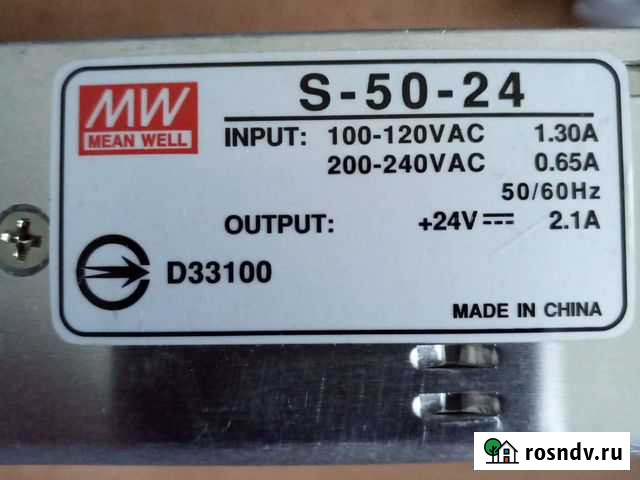 MW
MEAN WELL
S-50-24
INPUT: 100-120VAC 1.30A
200-240VAC 0.65A
50/60Hz
OUTPUT: +24V⎓ 2.1A
D33100
MADE IN CHINA
rosndv.ru